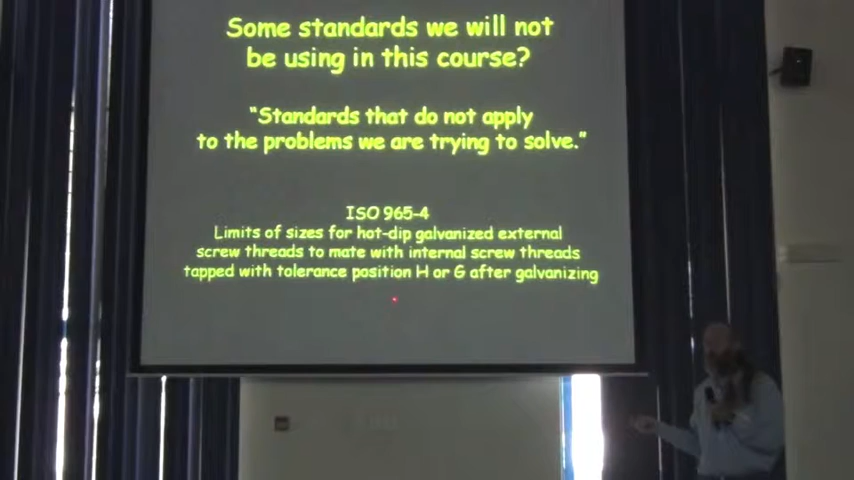 Some standards we will not
be using in this course?
"Standards that do not apply
to the problems we are trying to solve."
ISO 965-4
Limits of sizes for hot-dip galvanized external
screw threads to mate with internal screw threads
tapped with tolerance position H or G after galvanizing